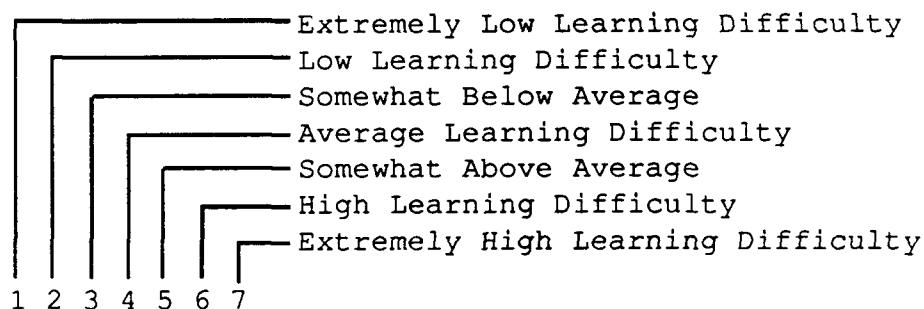 Extremely Low Learning Difficulty
Low Learning Difficulty
Somewhat Below Average
Average Learning Difficulty
Somewhat Above Average
High Learning Difficulty
Extremely High Learning Difficulty
1 2 3 4 5 6 7